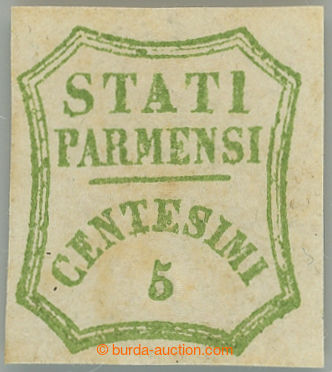 STATI
PARMENSI
CENTESIMI
5
© burda-auction.com